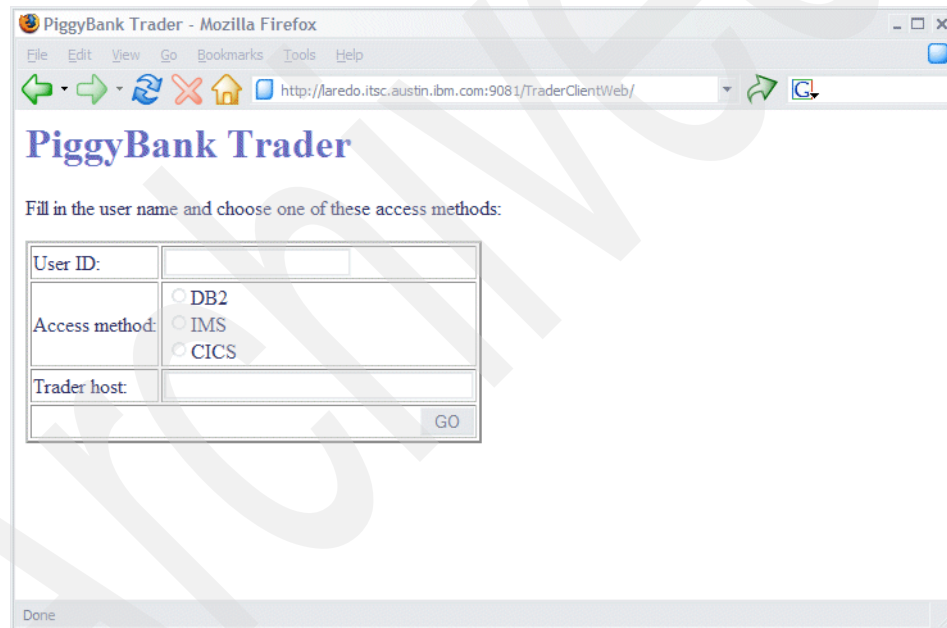 PiggyBank Trader - Mozilla Firefox
File Edit View Go Bookmarks Tools Help
http://laredo.itsc.austin.ibm.com:9081/TraderClientWeb/
G
PiggyBank Trader
Fill in the user name and choose one of these access methods:
User ID:
Access method:
DB2
IMS
CICS
Trader host:
GO
Done